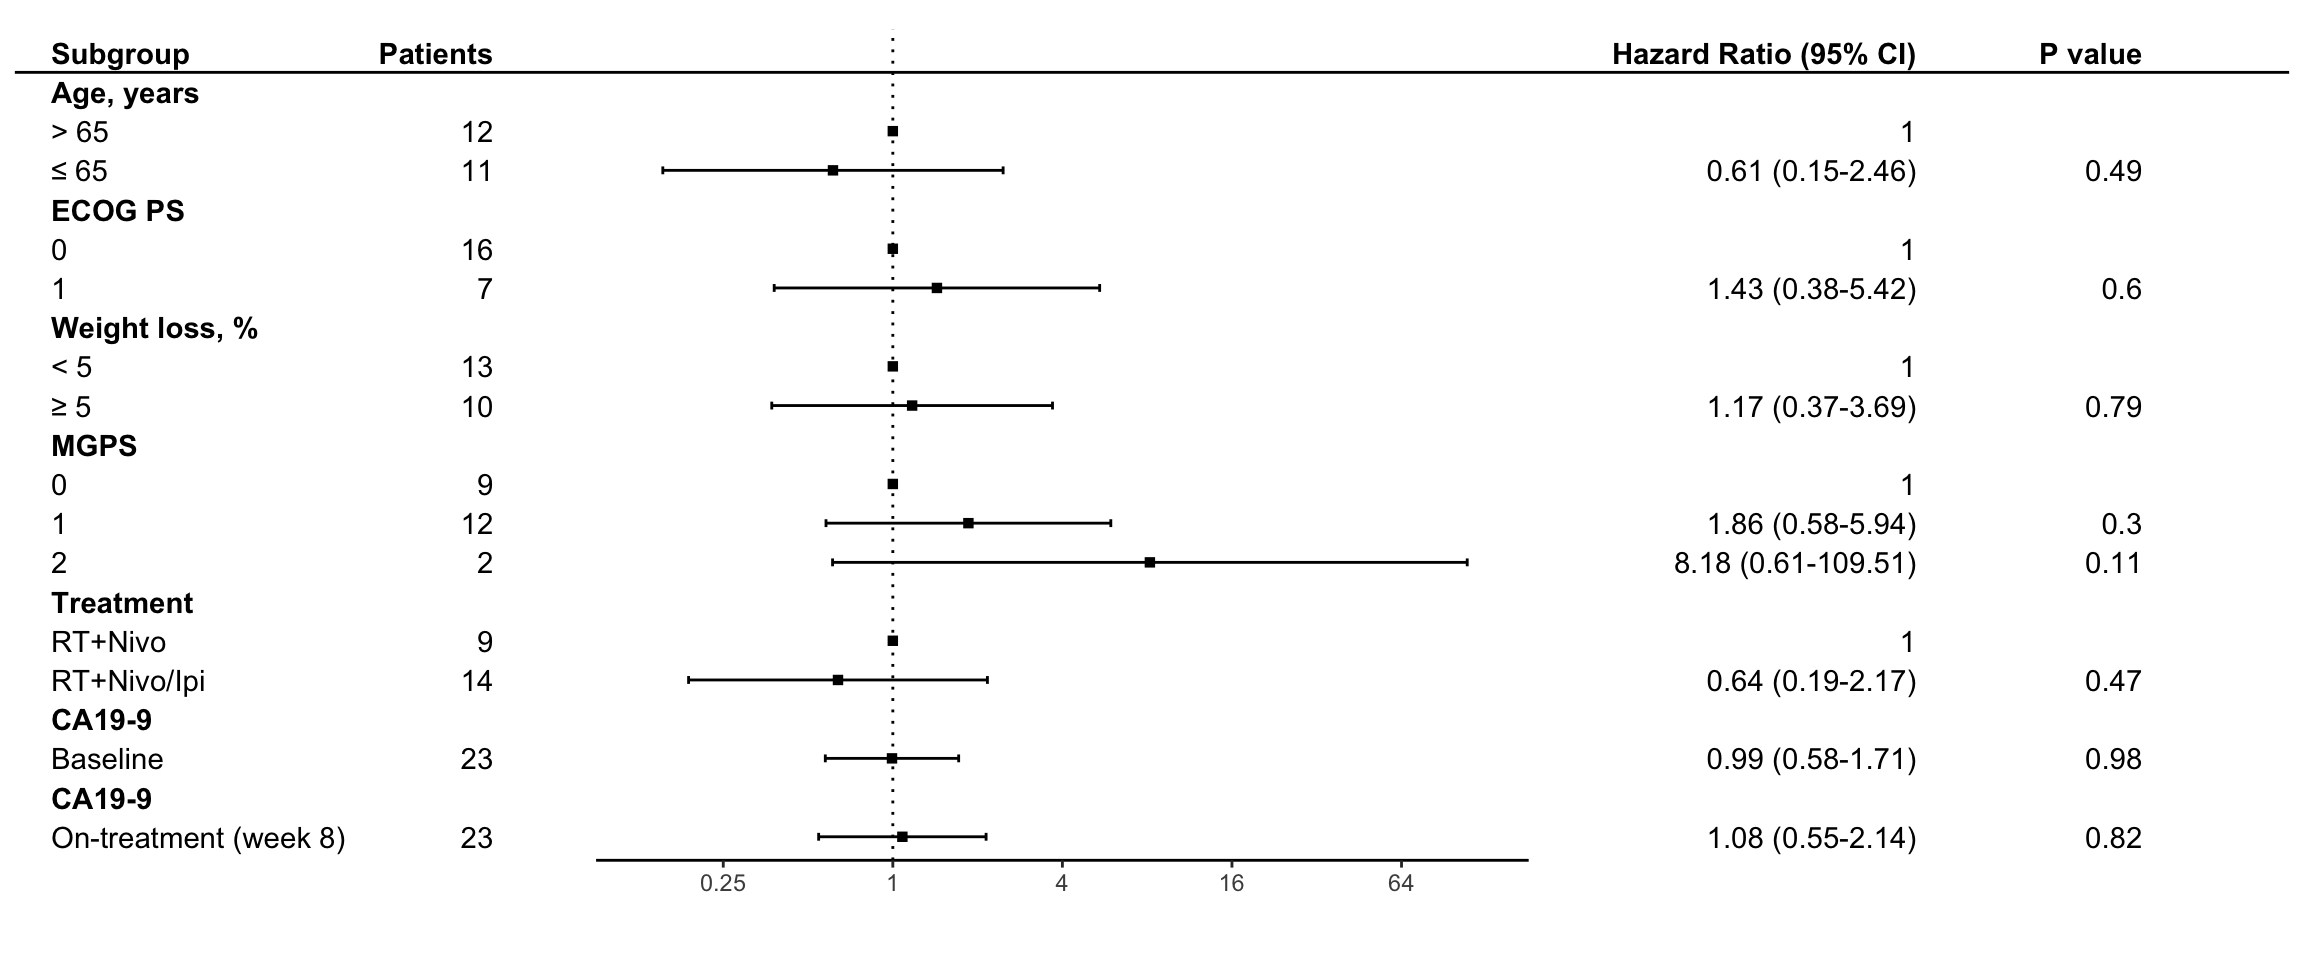 Subgroup Patients Hazard Ratio (95% CI) P value
Age, years
> 65 12 1
≤ 65 11 0.61 (0.15-2.46) 0.49
ECOG PS
0 16 1
1 7 1.43 (0.38-5.42) 0.6
Weight loss, %
< 5 13 1
≥ 5 10 1.17 (0.37-3.69) 0.79
MGPS
0 9 1
1 12 1.86 (0.58-5.94) 0.3
2 2 8.18 (0.61-109.51) 0.11
Treatment
RT+Nivo 9 1
RT+Nivo/Ipi 14 0.64 (0.19-2.17) 0.47
CA19-9
Baseline 23 0.99 (0.58-1.71) 0.98
CA19-9
On-treatment (week 8) 23 1.08 (0.55-2.14) 0.82
0.25 1 4 16 64